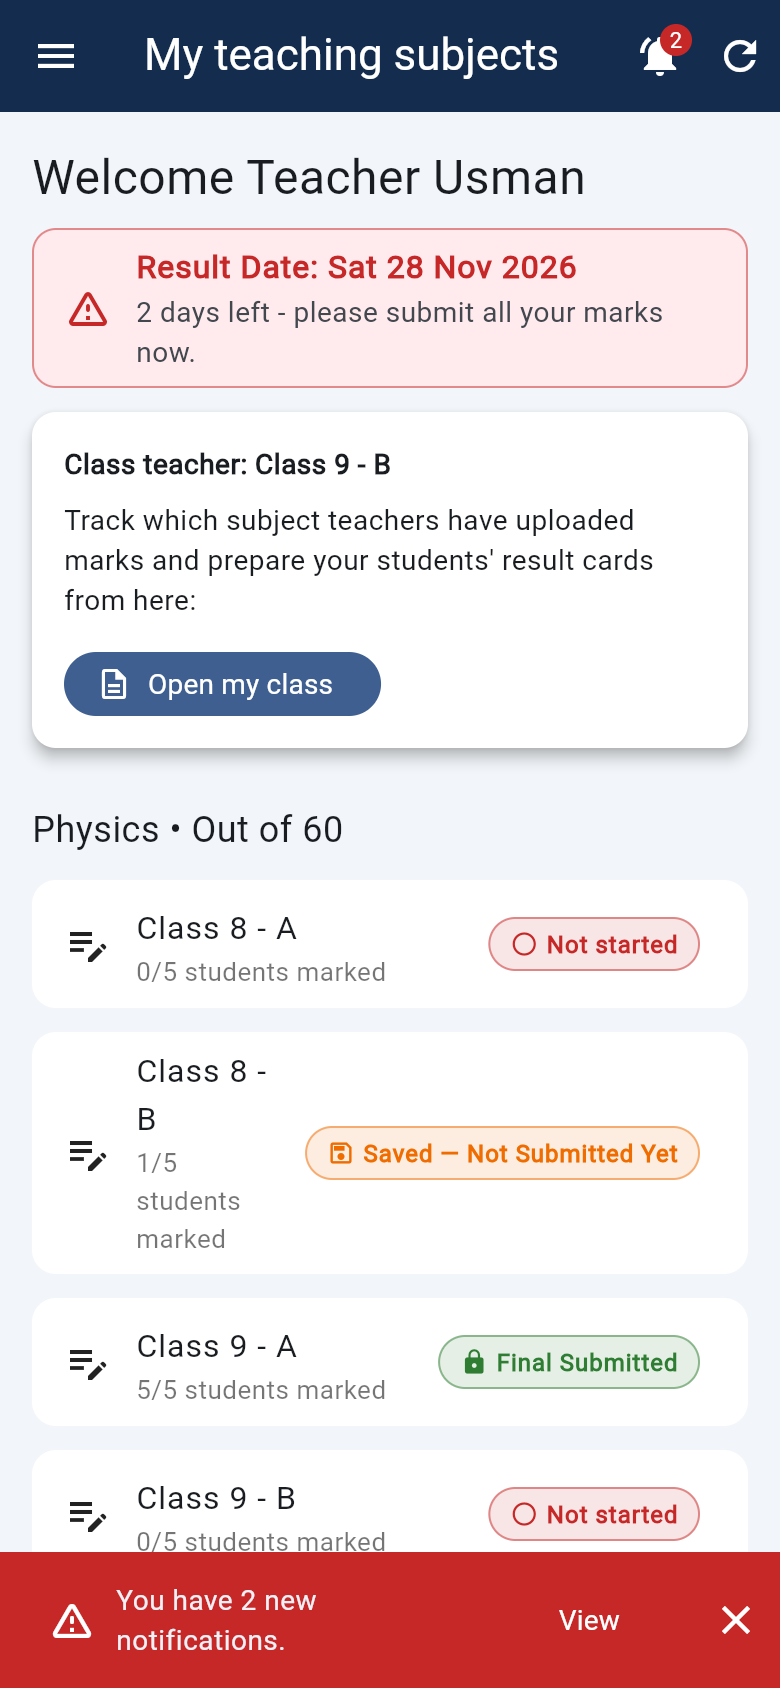 My teaching subjects
2
Welcome Teacher Usman
Result Date: Sat 28 Nov 2026
2 days left - please submit all your marks
now.
Class teacher: Class 9 - B
Track which subject teachers have uploaded
marks and prepare your students' result cards
from here:
Open my class
Physics • Out of 60
Class 8 - A
0/5 students marked
Not started
Class 8 -
B
1/5
students
marked
Saved — Not Submitted Yet
Class 9 - A
5/5 students marked
Final Submitted
Class 9 - B
0/5 students marked
Not started
You have 2 new
notifications.
View